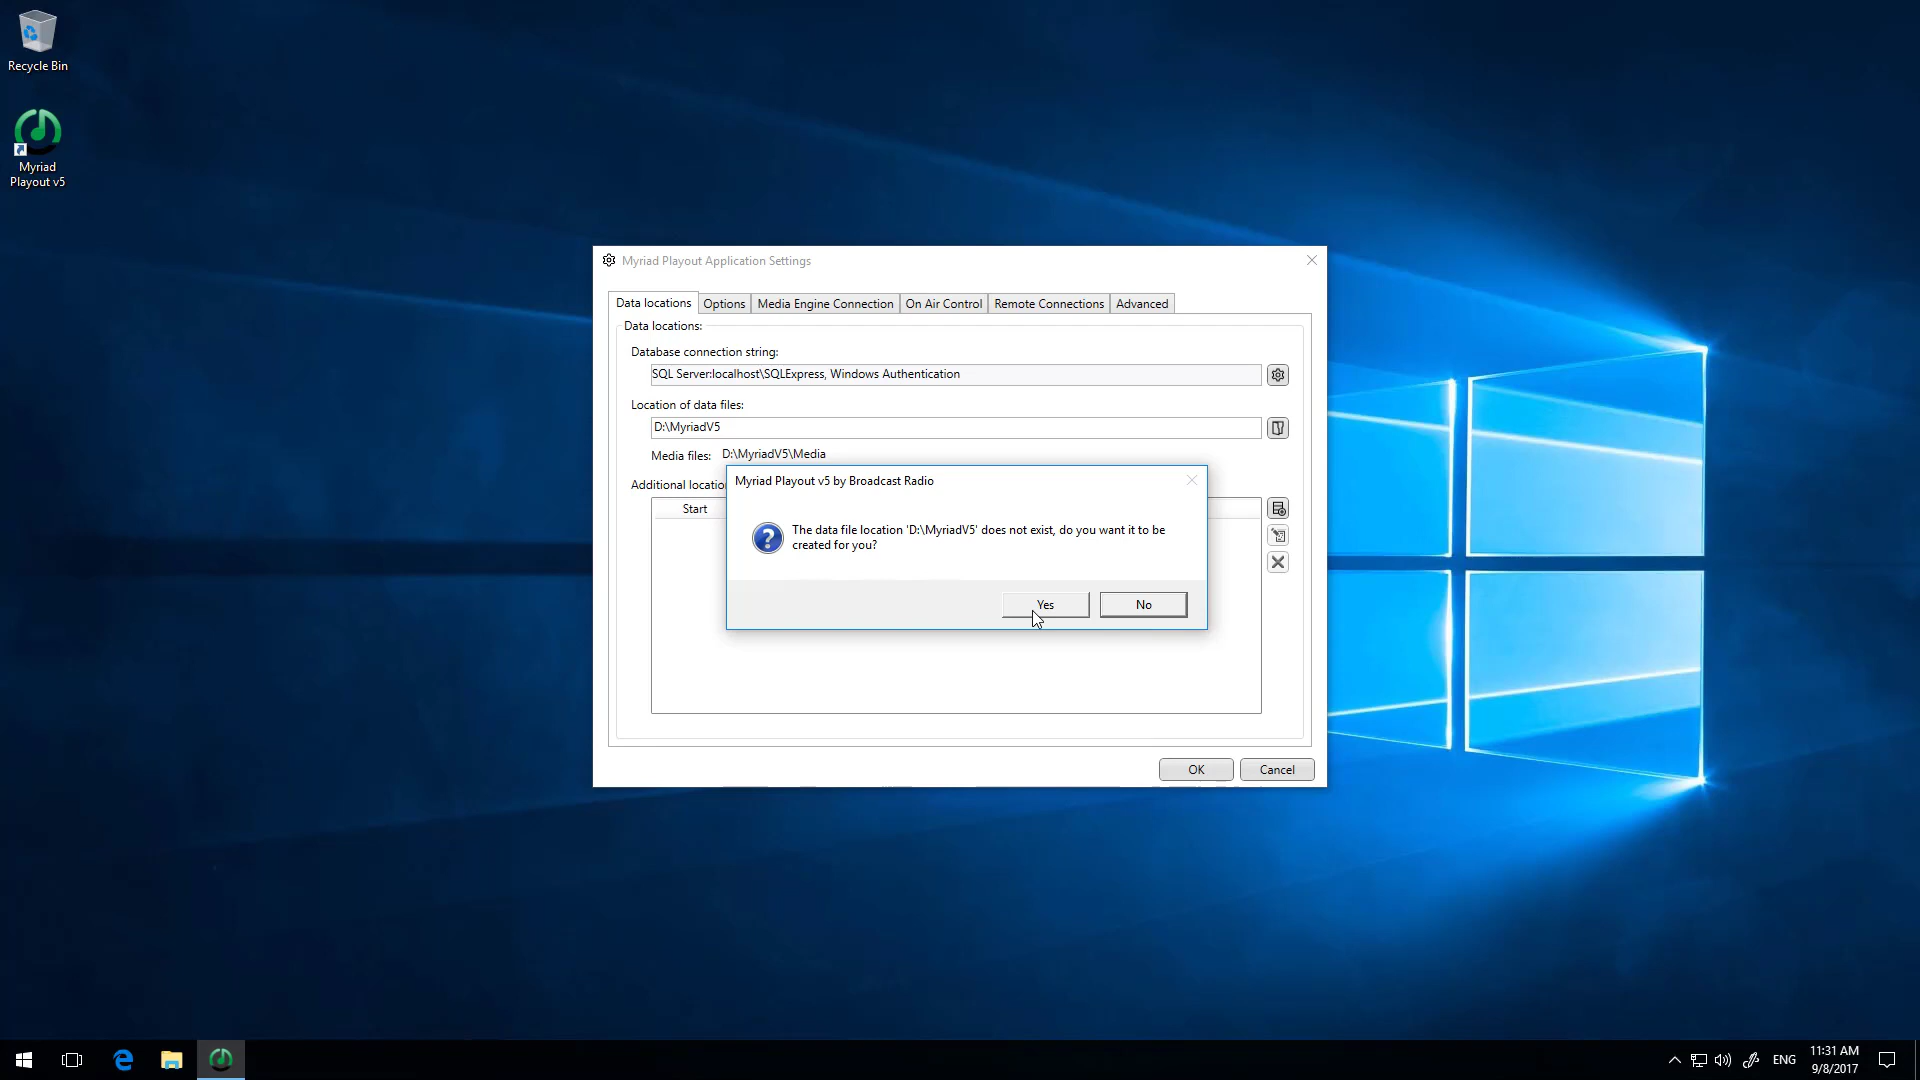 Recycle Bin
Myriad
Playout v5
Myriad Playout Application Settings
Data locations
Options
Media Engine Connection
On Air Control
Remote Connections
Advanced
Data locations:
Database connection string:
SQL Server:localhost\SQLExpress, Windows Authentication
Location of data files:
D:\MyriadV5
Media files: D:\MyriadV5\Media
Additional
Start
Myriad Playout v5 by Broadcast Radio
The data file location 'D:\MyriadV5' does not exist, do you want it to be
created for you?
Yes
No
OK
Cancel
ENG
11:31 AM
9/8/2017